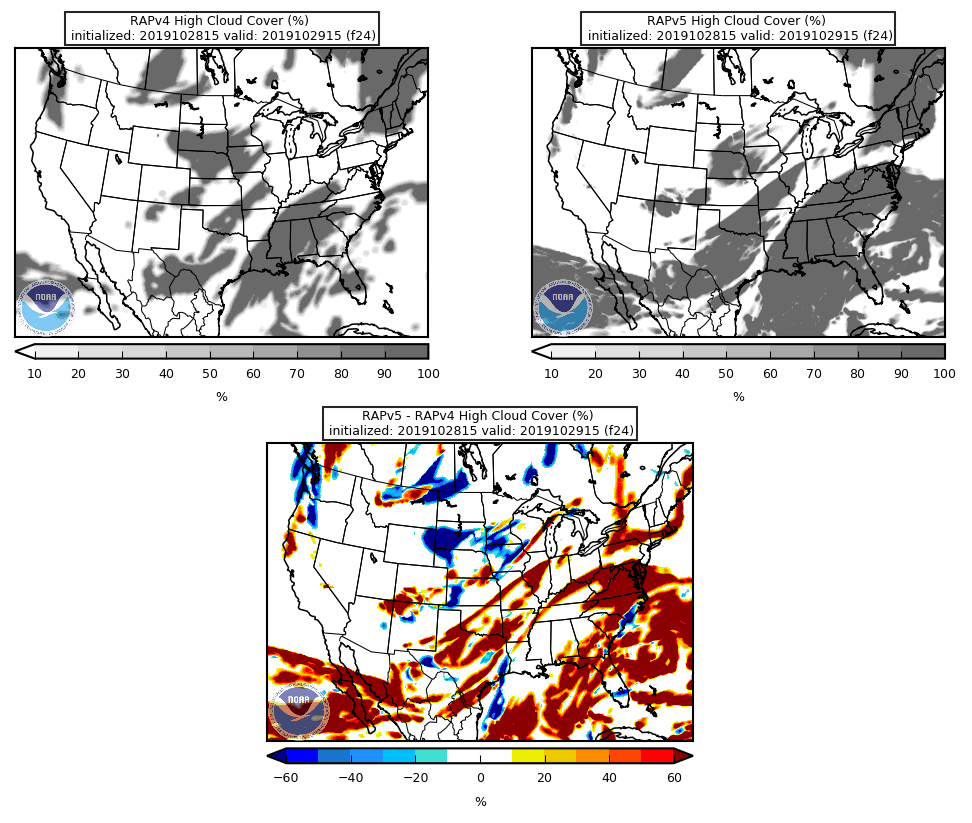 RAPv4 High Cloud Cover (%)
initialized: 2019102815 valid: 2019102915 (f24)
NOAA
10 20 30 40 50 60 70 80 90 100
%
RAPv5 High Cloud Cover (%)
initialized: 2019102815 valid: 2019102915 (f24)
NOAA
10 20 30 40 50 60 70 80 90 100
%
RAPv5 - RAPv4 High Cloud Cover (%)
initialized: 2019102815 valid: 2019102915 (f24)
NOAA
−60 −40 −20 0 20 40 60
%